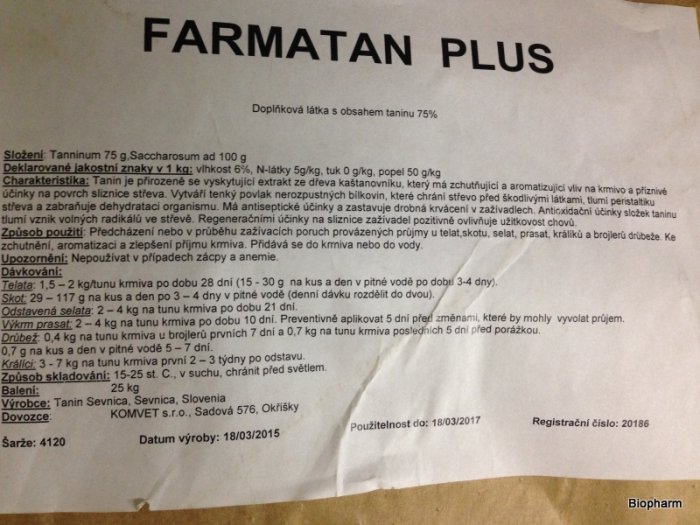 FARMATAN PLUS
Doplňková látka s obsahem taninu 75%
Složení: Tanninum 75 g,Saccharosum ad 100 g
Deklarované jakostní znaky v 1 kg: vlhkost 6%, N-látky 5g/kg, tuk 0 g/kg, popel 50 g/kg
Charakteristika: Tanin je přirozeně se vyskytující extrakt ze dřeva kaštanovníku, který má zchutňující a aromatizující vliv na krmivo a příznivé
účinky na povrch sliznice střeva. Vytváří tenký povlak nerozpustných bílkovin, které chrání střevo před škodlivými látkami, tlumí peristaltiku
střeva a zabraňuje dehydrataci organismu. Má antiseptické účinky a zastavuje drobná krvácení v zažívadlech. Antioxidační účinky složek taninu
tlumí vznik volných radikálů ve střevě. Regeneračními účinky na sliznice zažívadel pozitivně ovlivňuje užitkovost chovů.
Způsob použití: Předcházení nebo v průběhu zažívacích poruch provázených průjmy u telat,skotu, selat, prasat, králíků a brojlerů drůbeže. Ke
zchutnění, aromatizaci a zlepšení příjmu krmiva. Přidává se do krmiva nebo do vody.
Upozornění: Nepoužívat v případech zácpy a anemie.
Dávkování:
Telata: 1,5 – 2 kg/tunu krmiva po dobu 28 dní (15 - 30 g na kus a den v pitné vodě po dobu 3-4 dny).
Skot: 29 – 117 g na kus a den po 3 – 4 dny v pitné vodě (denní dávku rozdělit do dvou).
Odstavená selata: 2 – 4 kg na tunu krmiva po dobu 21 dní.
Výkrm prasat: 2 – 4 kg na tunu krmiva po dobu 10 dní. Preventivně aplikovat 5 dní před změnami, které by mohly vyvolat průjem.
Drůbež: 0,4 kg na tunu krmiva u brojlerů prvních 7 dní a 0,7 kg na tunu krmiva posledních 5 dní před porážkou.
0,7 g na kus a den v pitné vodě 5 – 7 dní.
Králíci: 3 - 7 kg na tunu krmiva první 2 – 3 týdny po odstavu.
Způsob skladování: 15-25 st. C., v suchu, chránit před světlem.
Balení: 25 kg
Výrobce: Tanin Sevnica, Sevnica, Slovenia
Dovozce: KOMVET s.r.o., Sadová 576, Okříšky
Šarže: 4120 Datum výroby: 18/03/2015 Použitelnost do: 18/03/2017 Registrační číslo: 20186
Biopharm